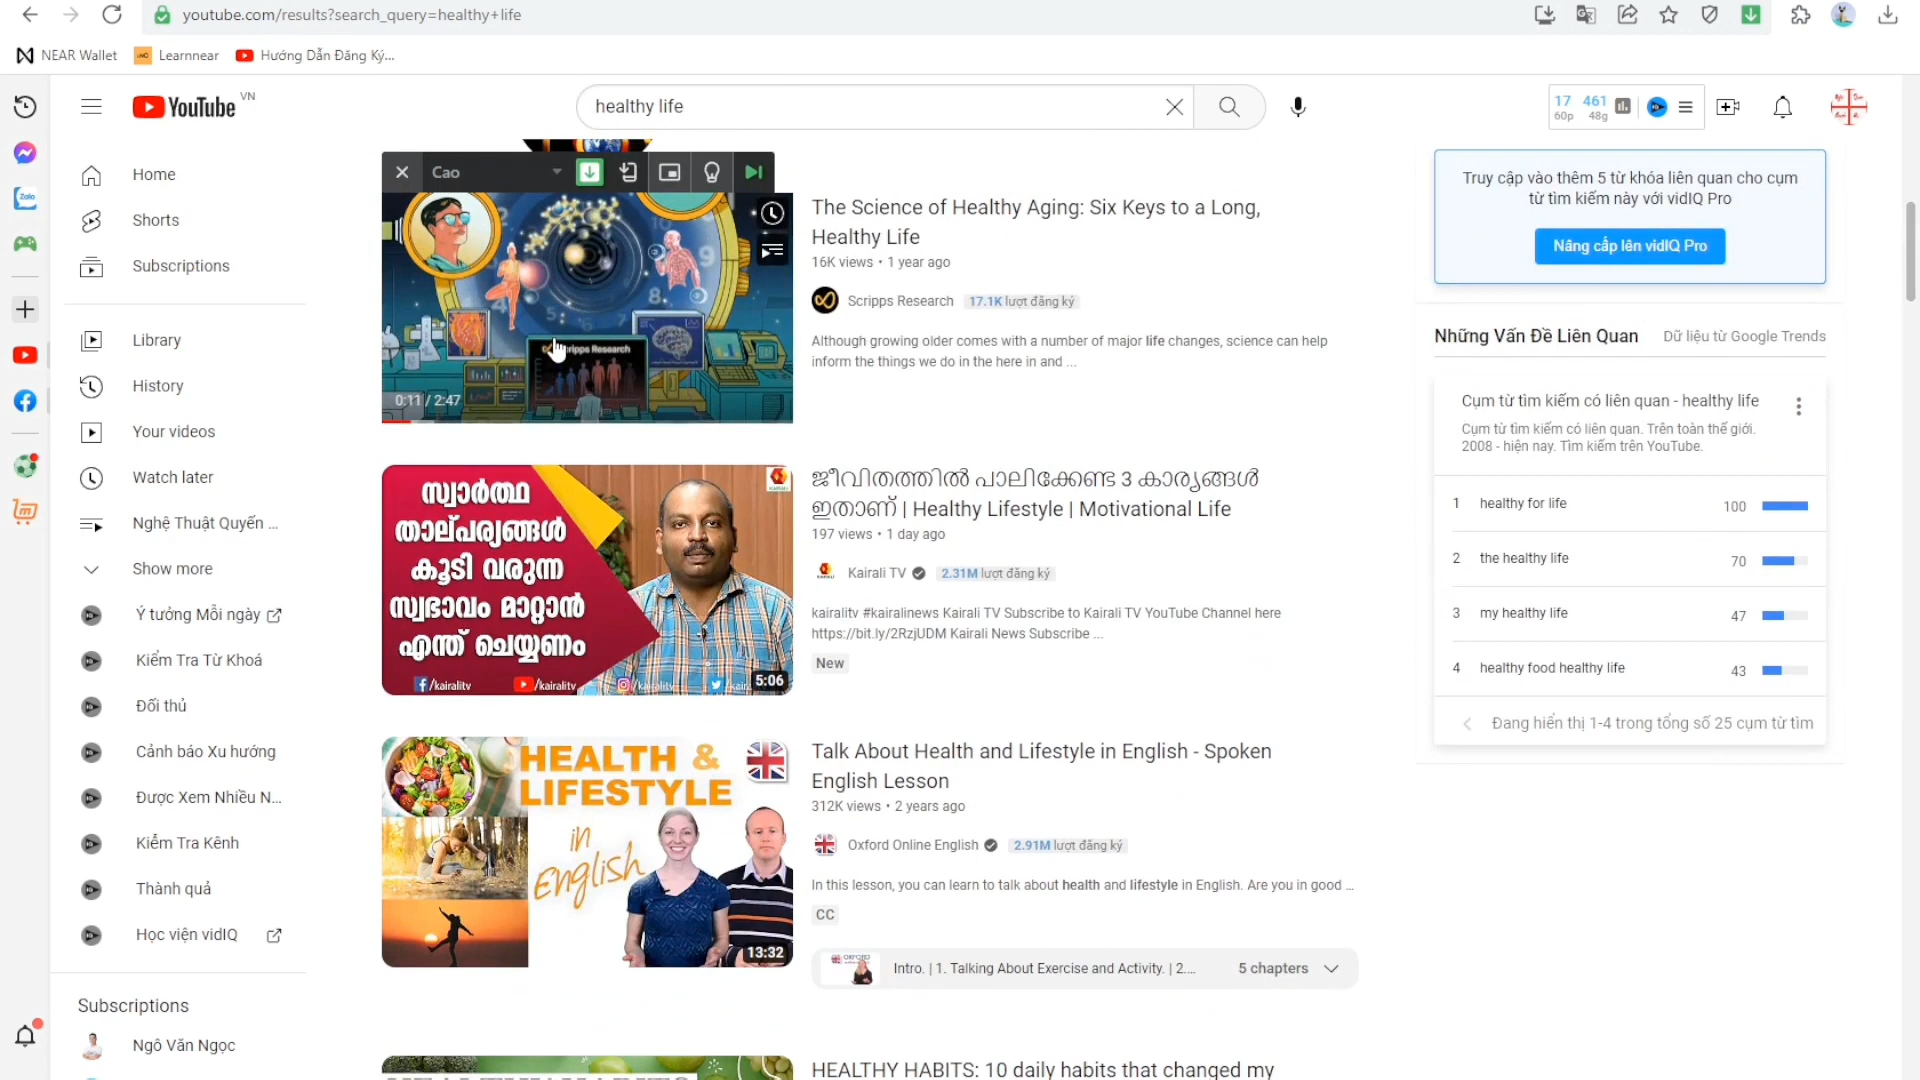 youtube.com/results?search_query=healthy+life
NEAR Wallet
Learnnear
Hướng Dẫn Đăng Ký...
YouTube VN
healthy life
17 461
60p 48g
Home
Shorts
Subscriptions
Library
History
Your videos
Watch later
Nghệ Thuật Quyến ...
Show more
Ý tưởng Mỗi ngày
Kiểm Tra Từ Khoá
Đối thủ
Cảnh báo Xu hướng
Được Xem Nhiều N...
Kiểm Tra Kênh
Thành quả
Học viện vidIQ
Subscriptions
Ngô Văn Ngọc
Zalo
Cao
Scripps Research
0:11 / 2:47
The Science of Healthy Aging: Six Keys to a Long,
Healthy Life
16K views • 1 year ago
Scripps Research 17.1K lượt đăng ký
Although growing older comes with a number of major life changes, science can help
inform the things we do in the here in and ...
സ്വാർത്ഥ
താല്പര്യങ്ങൾ
കൂടി വരുന്ന
സ്വഭാവം മാറ്റാൻ
എന്ത് ചെയ്യണം
KAIRALI
/kairalitv /kairalitv /kairalitv /kair
5:06
ജീവിതത്തിൽ പാലിക്കേണ്ട 3 കാര്യങ്ങൾ
ഇതാണ് | Healthy Lifestyle | Motivational Life
197 views • 1 day ago
Kairali TV 2.31M lượt đăng ký
kairalitv #kairalinews Kairali TV Subscribe to Kairali TV YouTube Channel here
https://bit.ly/2RzjUDM Kairali News Subscribe ...
New
HEALTH &
LIFESTYLE
in
English
13:32
Talk About Health and Lifestyle in English - Spoken
English Lesson
312K views • 2 years ago
Oxford Online English 2.91M lượt đăng ký
In this lesson, you can learn to talk about health and lifestyle in English. Are you in good ...
CC
Intro. | 1. Talking About Exercise and Activity. | 2.... 5 chapters
HEALTHY HABITS: 10 daily habits that changed my
Truy cập vào thêm 5 từ khóa liên quan cho cụm
từ tìm kiếm này với vidIQ Pro
Nâng cấp lên vidIQ Pro
Những Vấn Đề Liên Quan Dữ liệu từ Google Trends
Cụm từ tìm kiếm có liên quan - healthy life
Cụm từ tìm kiếm có liên quan. Trên toàn thế giới.
2008 - hiện nay. Tìm kiếm trên YouTube.
1 healthy for life 100
2 the healthy life 70
3 my healthy life 47
4 healthy food healthy life 43
Đang hiển thị 1-4 trong tổng số 25 cụm từ tìm